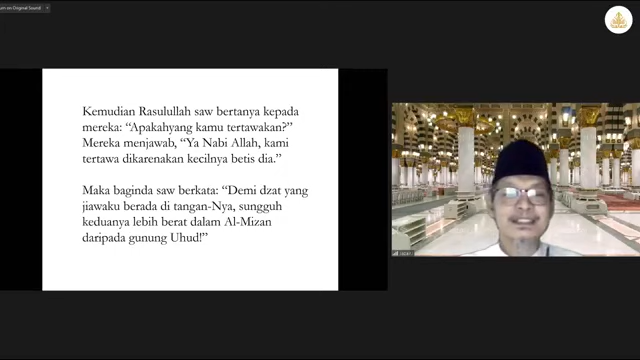 Kemudian Rasulullah saw bertanya kepada
mereka: “Apakahyang kamu tertawakan?”
Mereka menjawab, “Ya Nabi Allah, kami
tertawa dikarenakan kecilnya betis dia.”
Maka baginda saw berkata: “Demi dzat yang
jiawaku berada di tangan-Nya, sungguh
keduanya lebih berat dalam Al-Mizan
daripada gunung Uhud!”